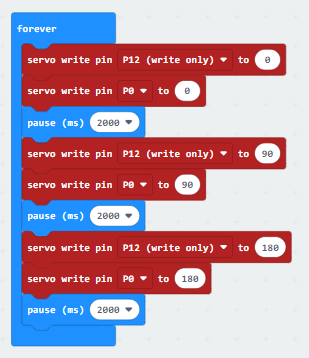 forever
servo write pin P12 (write only) to 0
servo write pin P0 to 0
pause (ms) 2000
servo write pin P12 (write only) to 90
servo write pin P0 to 90
pause (ms) 2000
servo write pin P12 (write only) to 180
servo write pin P0 to 180
pause (ms) 2000